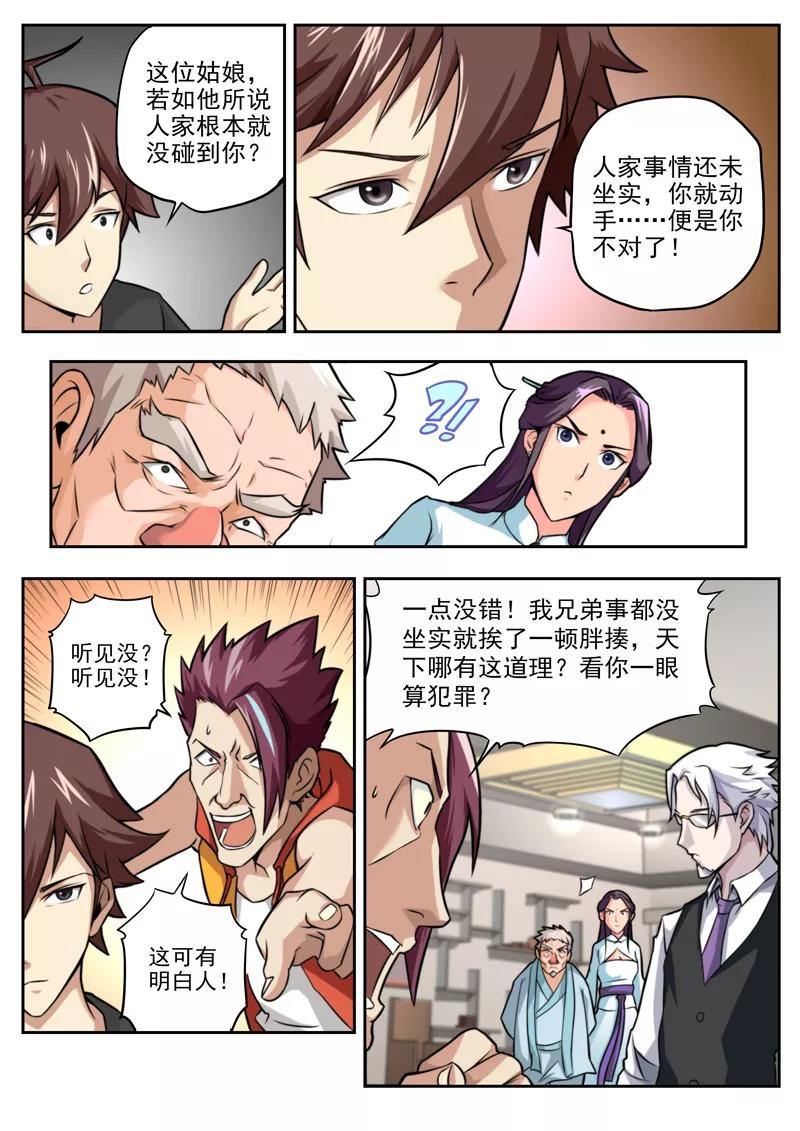 这位姑娘，
若如他所说
人家根本就
没碰到你？
人家事情还未
坐实，你就动
手……便是你
不对了！
?!
听见没？
听见没！
这可有
明白人！
一点没错！我兄弟事都没
坐实就挨了一顿胖揍，天
下哪有这道理？看你一眼
算犯罪？